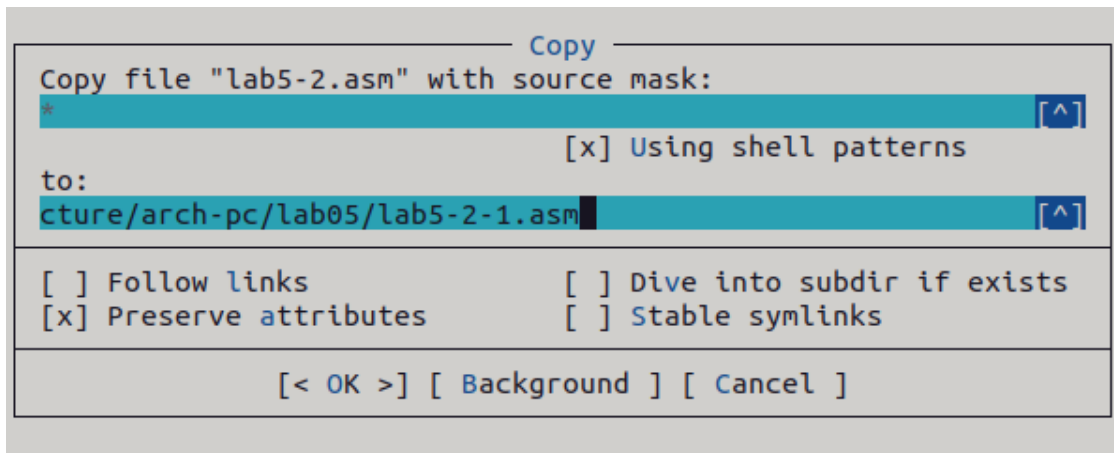 Copy
Copy file "lab5-2.asm" with source mask:
* [^]
[x] Using shell patterns
to:
cture/arch-pc/lab05/lab5-2-1.asm [^]
[ ] Follow links [ ] Dive into subdir if exists
[x] Preserve attributes [ ] Stable symlinks
[< OK >] [ Background ] [ Cancel ]